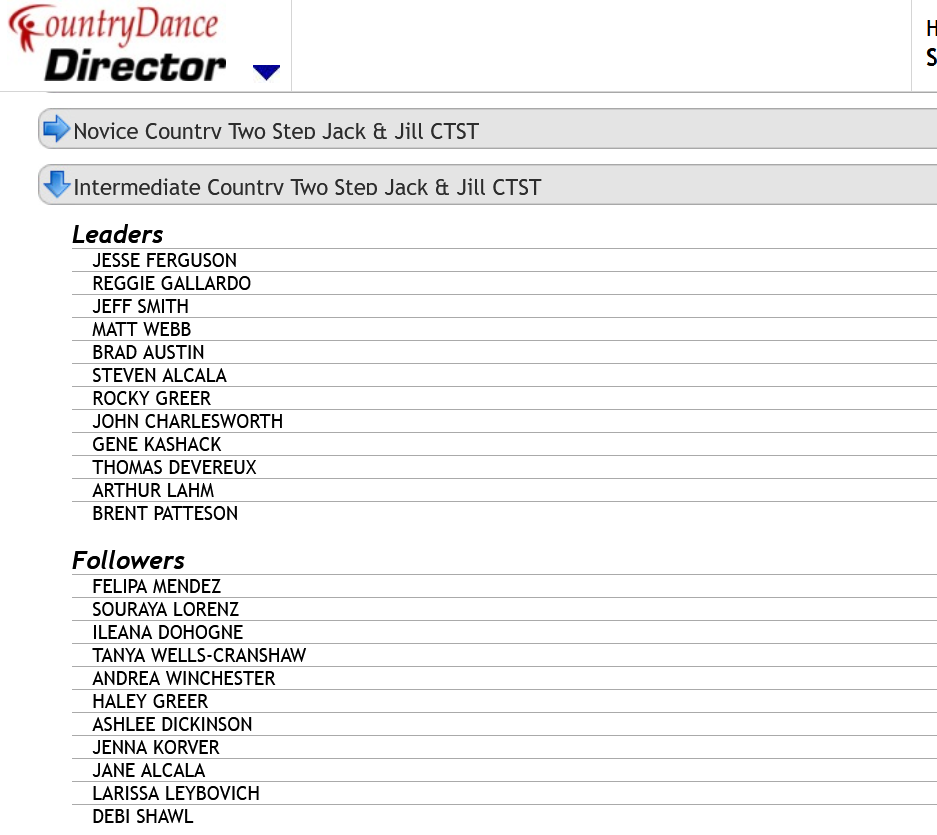 CountryDance
Director
H
S
Novice Country Two Step Jack & Jill CTST
Intermediate Country Two Step Jack & Jill CTST
Leaders
JESSE FERGUSON
REGGIE GALLARDO
JEFF SMITH
MATT WEBB
BRAD AUSTIN
STEVEN ALCALA
ROCKY GREER
JOHN CHARLESWORTH
GENE KASHACK
THOMAS DEVEREUX
ARTHUR LAHM
BRENT PATTESON
Followers
FELIPA MENDEZ
SOURAYA LORENZ
ILEANA DOHOGNE
TANYA WELLS-CRANSHAW
ANDREA WINCHESTER
HALEY GREER
ASHLEE DICKINSON
JENNA KORVER
JANE ALCALA
LARISSA LEYBOVICH
DEBI SHAWL